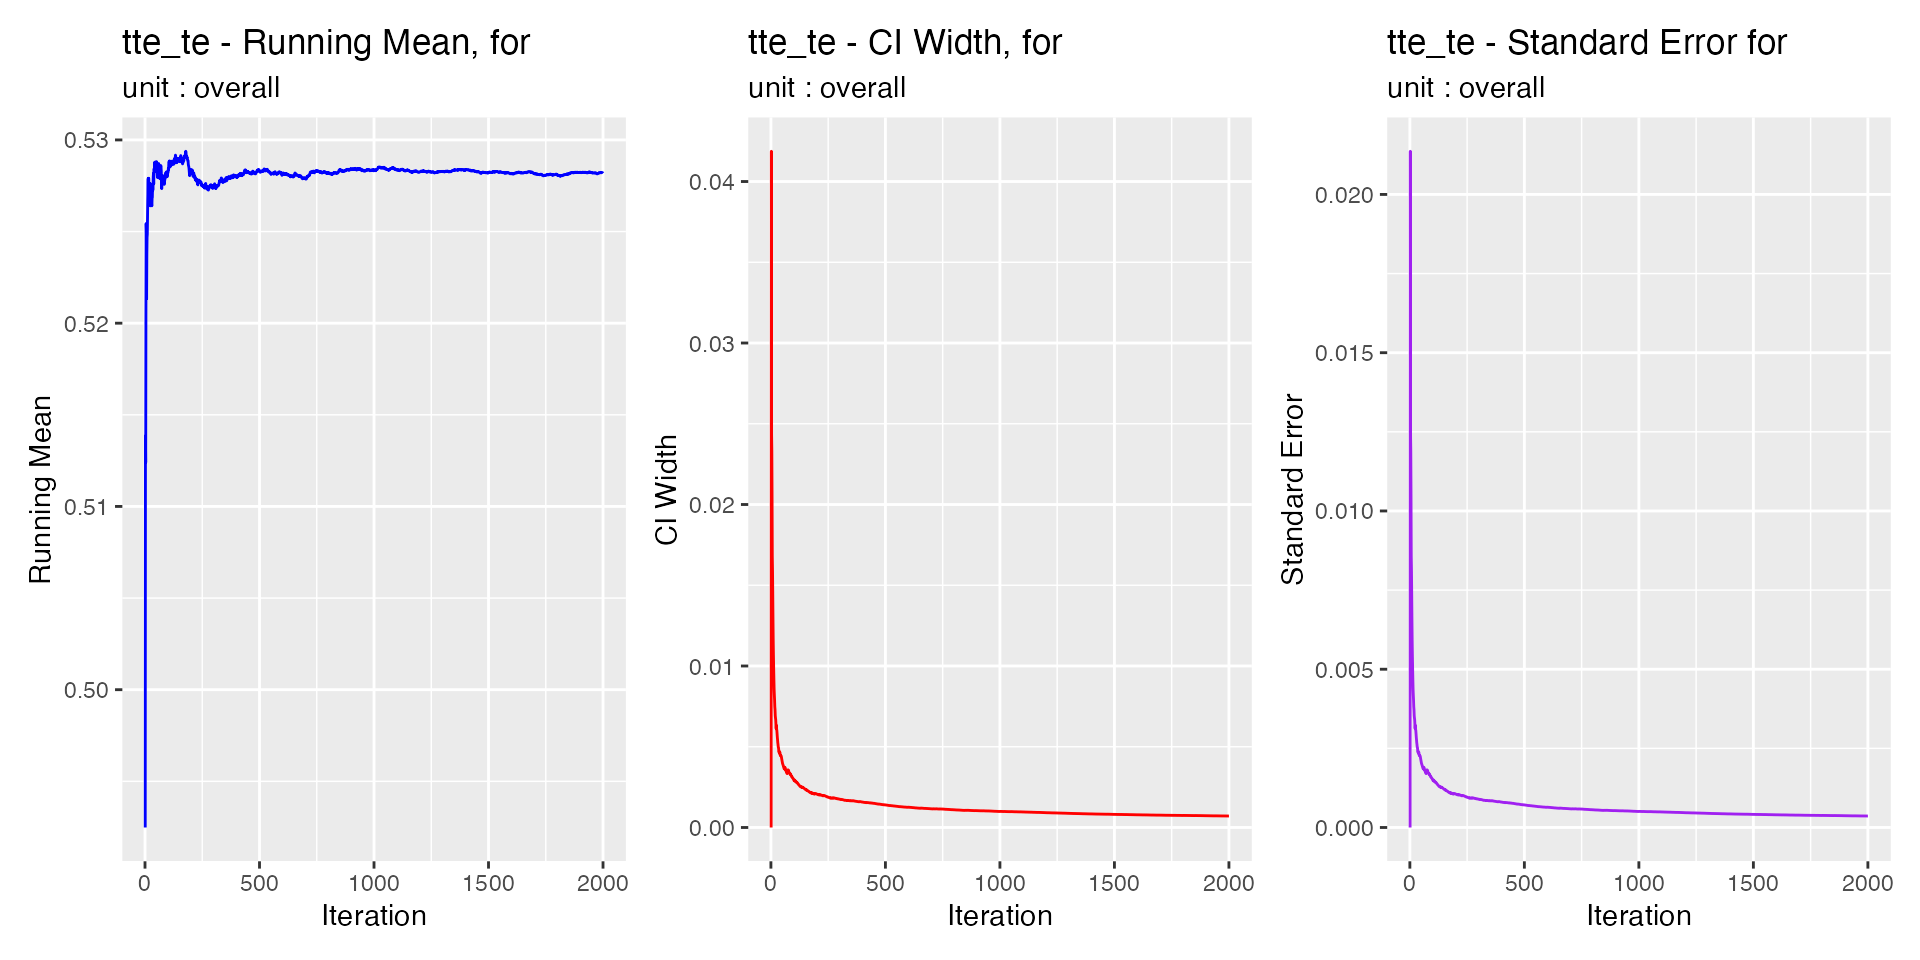 tte_te - Running Mean, for
unit : overall
Running Mean
0.53
0.52
0.51
0.50
0
500
1000
1500
2000
Iteration
tte_te - CI Width, for
unit : overall
CI Width
0.04
0.03
0.02
0.01
0.00
0
500
1000
1500
2000
Iteration
tte_te - Standard Error for
unit : overall
Standard Error
0.020
0.015
0.010
0.005
0.000
0
500
1000
1500
2000
Iteration